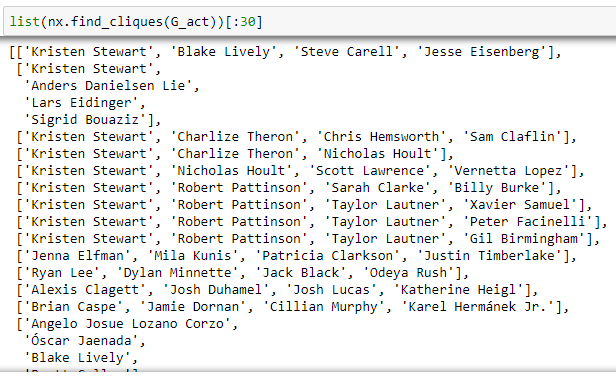 list(nx.find_cliques(G_act))[:30]
[['Kristen Stewart', 'Blake Lively', 'Steve Carell', 'Jesse Eisenberg'],
['Kristen Stewart',
'Anders Danielsen Lie',
'Lars Eidinger',
'Sigrid Bouaziz'],
['Kristen Stewart', 'Charlize Theron', 'Chris Hemsworth', 'Sam Claflin'],
['Kristen Stewart', 'Charlize Theron', 'Nicholas Hoult'],
['Kristen Stewart', 'Nicholas Hoult', 'Scott Lawrence', 'Vernetta Lopez'],
['Kristen Stewart', 'Robert Pattinson', 'Sarah Clarke', 'Billy Burke'],
['Kristen Stewart', 'Robert Pattinson', 'Taylor Lautner', 'Xavier Samuel'],
['Kristen Stewart', 'Robert Pattinson', 'Taylor Lautner', 'Peter Facinelli'],
['Kristen Stewart', 'Robert Pattinson', 'Taylor Lautner', 'Gil Birmingham'],
['Jenna Elfman', 'Mila Kunis', 'Patricia Clarkson', 'Justin Timberlake'],
['Ryan Lee', 'Dylan Minnette', 'Jack Black', 'Odeya Rush'],
['Alexis Clagett', 'Josh Duhamel', 'Josh Lucas', 'Katherine Heigl'],
['Brian Caspe', 'Jamie Dornan', 'Cillian Murphy', 'Karel Hermánek Jr.'],
['Angelo Josue Lozano Corzo',
'Óscar Jaenada',
'Blake Lively',